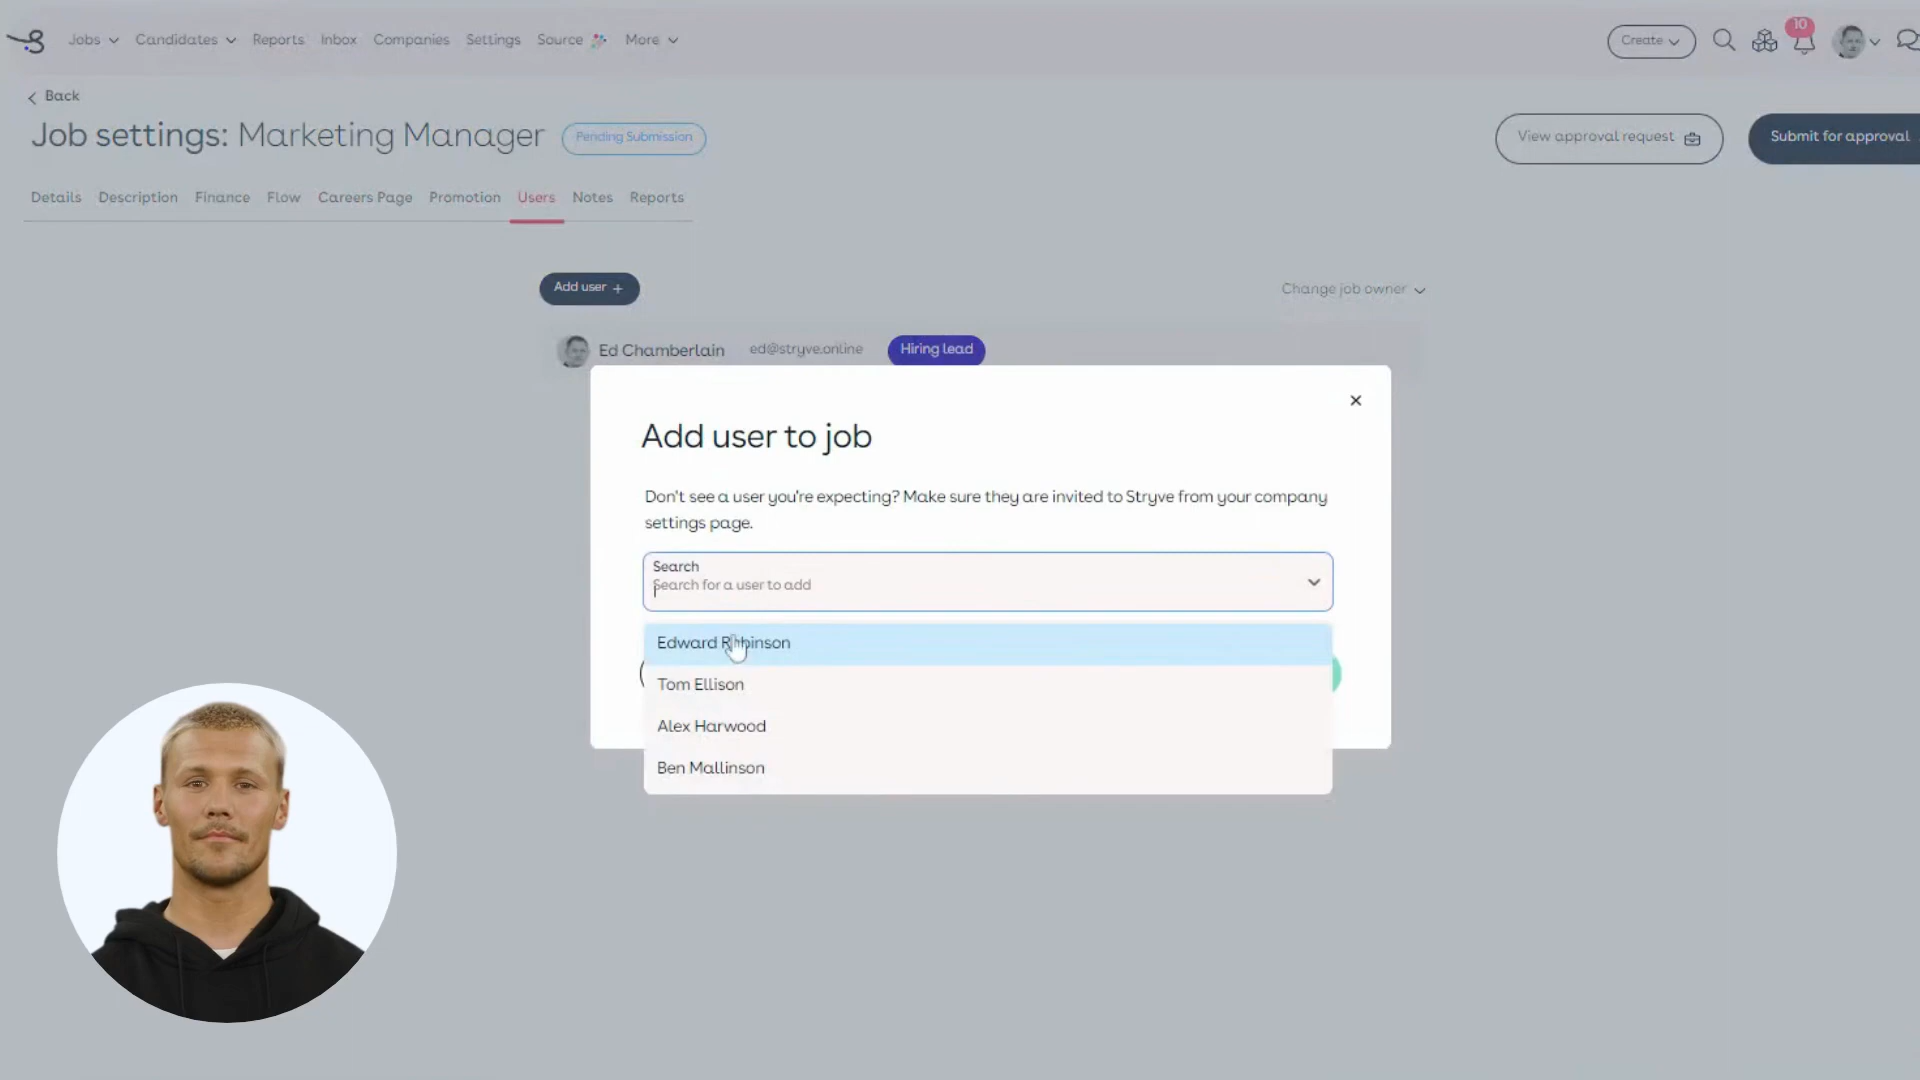 Jobs Candidates Reports Inbox Companies Settings Source More Create 10
Back
Job settings: Marketing Manager Pending Submission View approval request Submit for approval
Details Description Finance Flow Careers Page Promotion Users Notes Reports
Add user + Change job owner
Ed Chamberlain ed@stryve.online Hiring lead
Add user to job
Don't see a user you're expecting? Make sure they are invited to Stryve from your company
settings page.
Search
Search for a user to add
Edward Robinson
Tom Ellison
Alex Harwood
Ben Mallinson